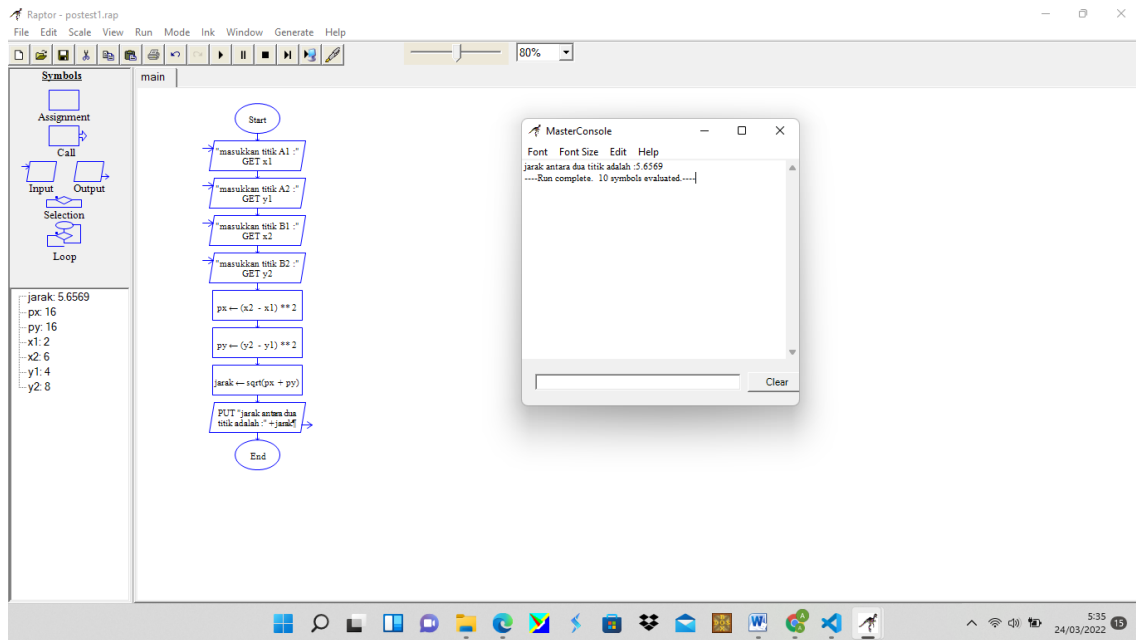 Raptor - postest1.rap
File Edit Scale View Run Mode Ink Window Generate Help
80%
Symbols
Assignment
Call
Input Output
Selection
Loop
main
Start
"masukkan titik A1 :"
GET x1
"masukkan titik A2 :"
GET y1
"masukkan titik B1 :"
GET x2
"masukkan titik B2 :"
GET y2
px ← (x2 - x1) ** 2
py ← (y2 - y1) ** 2
jarak ← sqrt(px + py)
PUT "jarak antara dua
titik adalah :" +jarak¶
End
jarak: 5.6569
px: 16
py: 16
x1: 2
x2: 6
y1: 4
y2: 8
MasterConsole
Font Font Size Edit Help
jarak antara dua titik adalah :5.6569
----Run complete. 10 symbols evaluated.----
Clear
5:35
24/03/2022
15